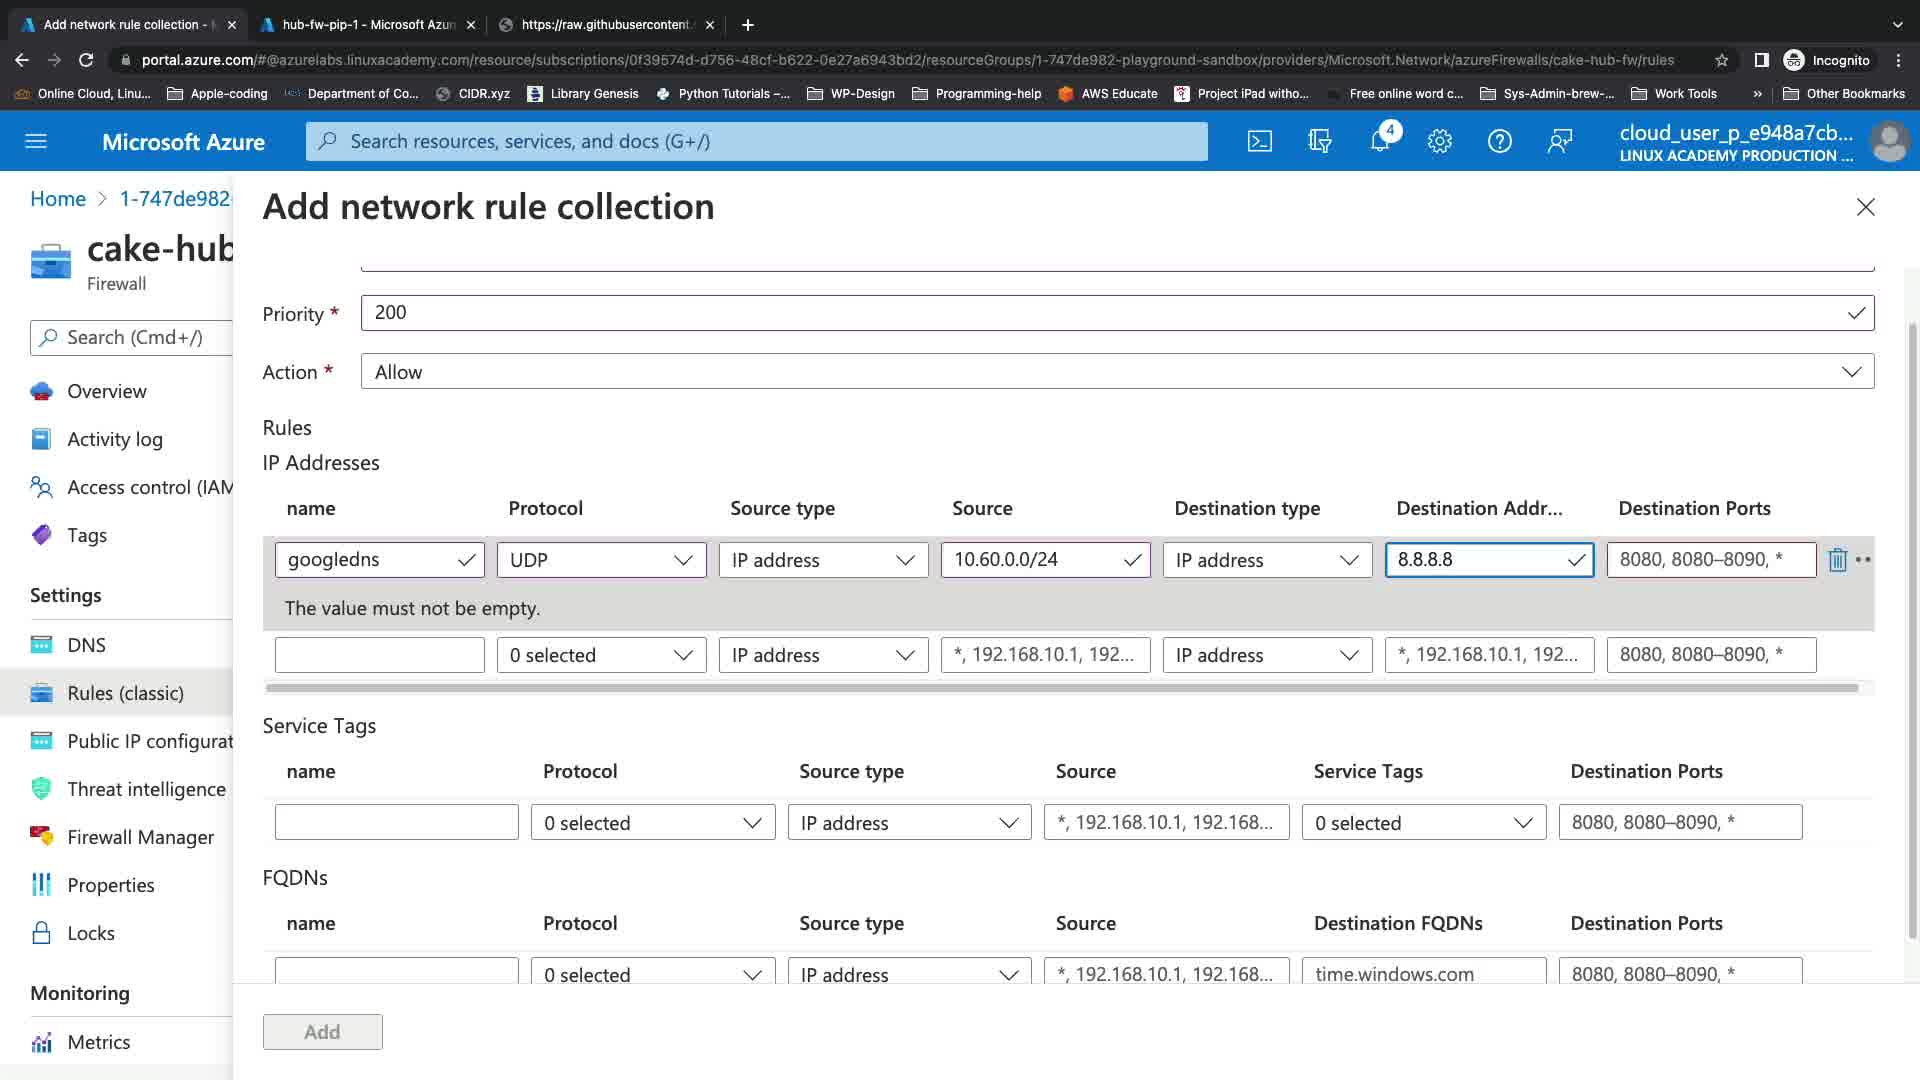 Add network rule collection -
hub-fw-pip-1 - Microsoft Azur
https://raw.githubusercontent.
portal.azure.com/#@azurelabs.linuxacademy.com/resource/subscriptions/0f39574d-d756-48cf-b622-0e27a6943bd2/resourceGroups/1-747de982-playground-sandbox/providers/Microsoft.Network/azureFirewalls/cake-hub-fw/rules
Incognito
Online Cloud, Linu...
Apple-coding
Department of Co...
CIDR.xyz
Library Genesis
Python Tutorials –...
WP-Design
Programming-help
AWS Educate
Project iPad witho...
Free online word c...
Sys-Admin-brew-...
Work Tools
»
Other Bookmarks
Microsoft Azure
Search resources, services, and docs (G+/)
4
cloud_user_p_e948a7cb...
LINUX ACADEMY PRODUCTION ...
Home > 1-747de982-
cake-hub
Firewall
Search (Cmd+/)
Overview
Activity log
Access control (IAM
Tags
Settings
DNS
Rules (classic)
Public IP configurat
Threat intelligence
Firewall Manager
Properties
Locks
Monitoring
Metrics
Add network rule collection
Priority * 200
Action * Allow
Rules
IP Addresses
name Protocol Source type Source Destination type Destination Addr... Destination Ports
googledns UDP IP address 10.60.0.0/24 IP address 8.8.8.8 8080, 8080–8090, *
The value must not be empty.
0 selected IP address *, 192.168.10.1, 192... IP address *, 192.168.10.1, 192... 8080, 8080–8090, *
Service Tags
name Protocol Source type Source Service Tags Destination Ports
0 selected IP address *, 192.168.10.1, 192.168... 0 selected 8080, 8080–8090, *
FQDNs
name Protocol Source type Source Destination FQDNs Destination Ports
0 selected IP address *, 192.168.10.1, 192.168... time.windows.com 8080, 8080–8090, *
Add